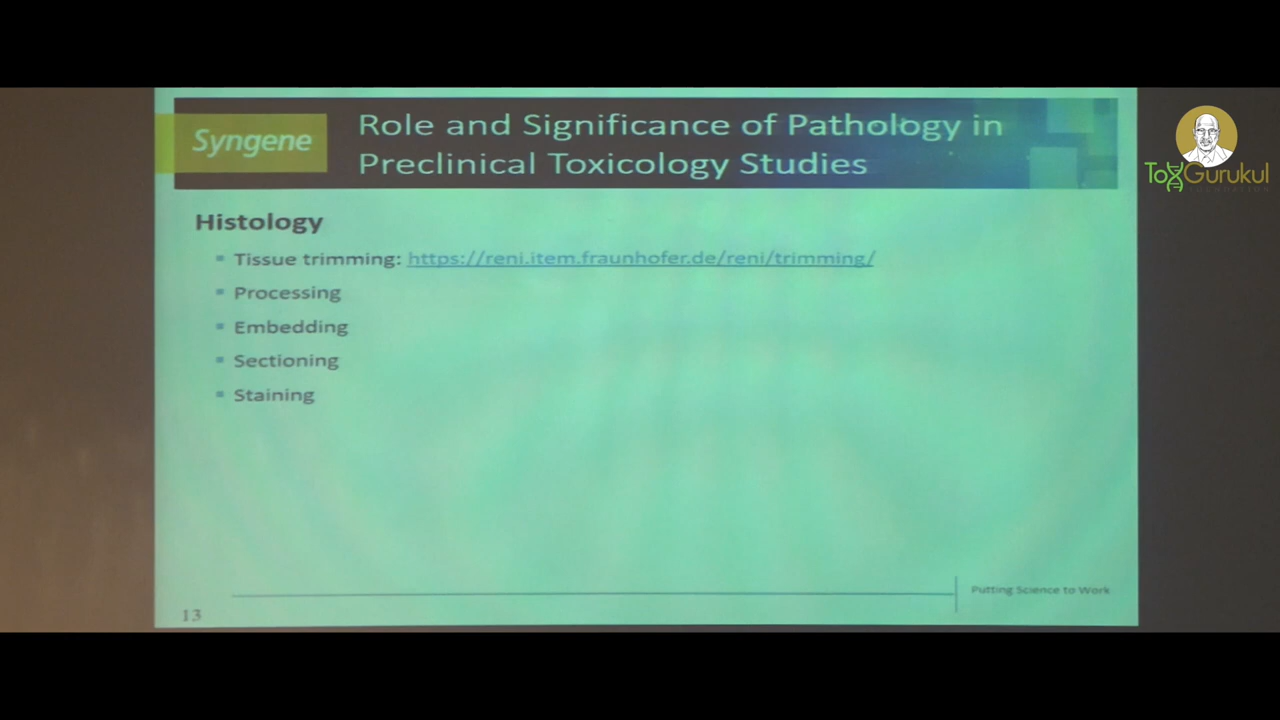 Syngene
Role and Significance of Pathology in
Preclinical Toxicology Studies
ToxGurukul
FOUNDATION
Histology
Tissue trimming: https://reni.item.fraunhofer.de/reni/trimming/
Processing
Embedding
Sectioning
Staining
Putting Science to Work
13